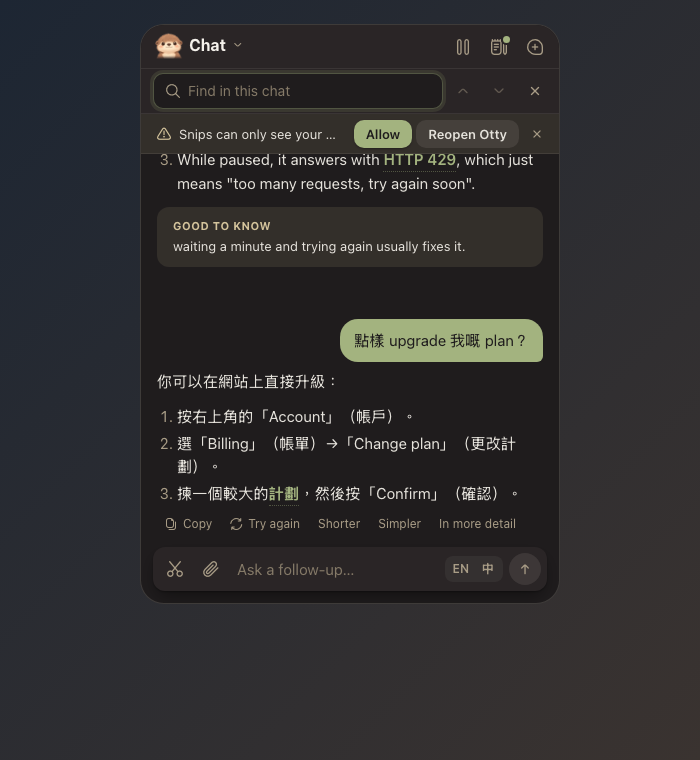 Chat
Find in this chat
Snips can only see your ...
Allow
Reopen Otty
3. While paused, it answers with HTTP 429, which just
means "too many requests, try again soon".
GOOD TO KNOW
waiting a minute and trying again usually fixes it.
點樣 upgrade 我嘅 plan？
你可以在網站上直接升級：
1. 按右上角的「Account」（帳戶）。
2. 選「Billing」（帳單）→「Change plan」（更改計
劃）。
3. 揀一個較大的計劃，然後按「Confirm」（確認）。
Copy
Try again
Shorter
Simpler
In more detail
Ask a follow-up...
EN 中